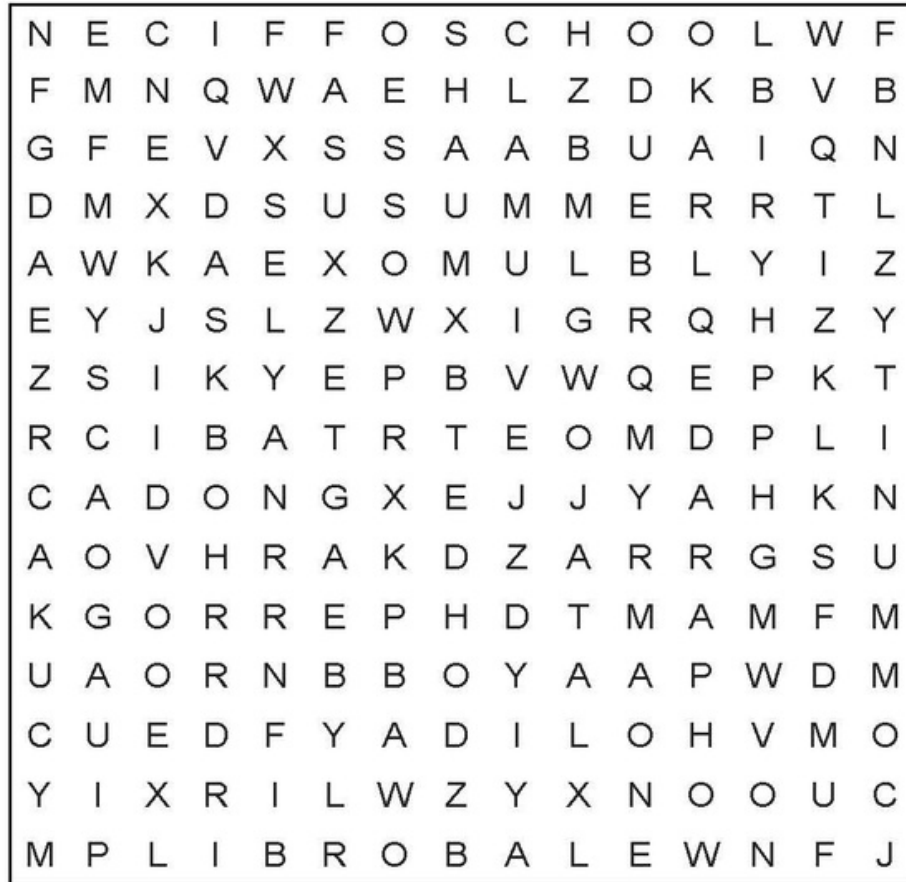 N E C I F F O S C H O O L W F
F M N Q W A E H L Z D K B V B
G F E V X S S A A B U A I Q N
D M X D S U S U M M E R R T L
A W K A E X O M U L B L Y I Z
E Y J S L Z W X I G R Q H Z Y
Z S I K Y E P B V W Q E P K T
R C I B A T R T E O M D P L I
C A D O N G X E J J Y A H K N
A O V H R A K D Z A R R G S U
K G O R R E P H D T M A M F M
U A O R N B B O Y A A P W D M
C U E D F Y A D I L O H V M O
Y I X R I L W Z Y X N O O U C
M P L I B R O B A L E W N F J